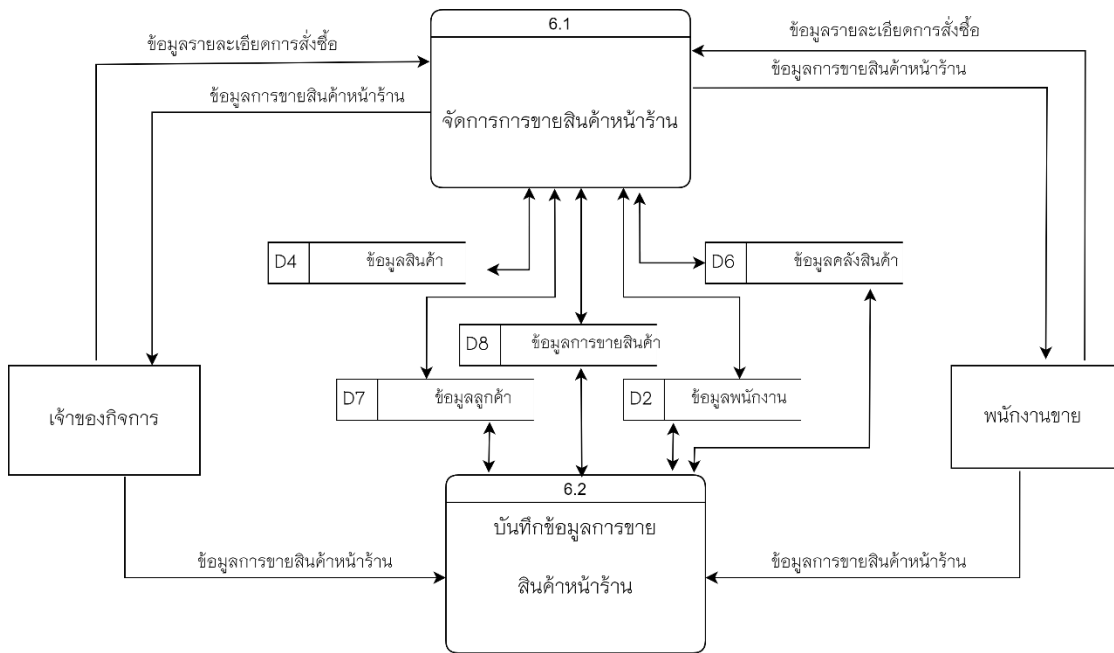 6.1
ข้อมูลรายละเอียดการสั่งซื้อ
ข้อมูลรายละเอียดการสั่งซื้อ
ข้อมูลการขายสินค้าหน้าร้าน
ข้อมูลการขายสินค้าหน้าร้าน
จัดการการขายสินค้าหน้าร้าน
D4
ข้อมูลสินค้า
D6
ข้อมูลคลังสินค้า
D8
ข้อมูลการขายสินค้า
D7
ข้อมูลลูกค้า
D2
ข้อมูลพนักงาน
เจ้าของกิจการ
พนักงานขาย
6.2
บันทึกข้อมูลการขาย
สินค้าหน้าร้าน
ข้อมูลการขายสินค้าหน้าร้าน
ข้อมูลการขายสินค้าหน้าร้าน